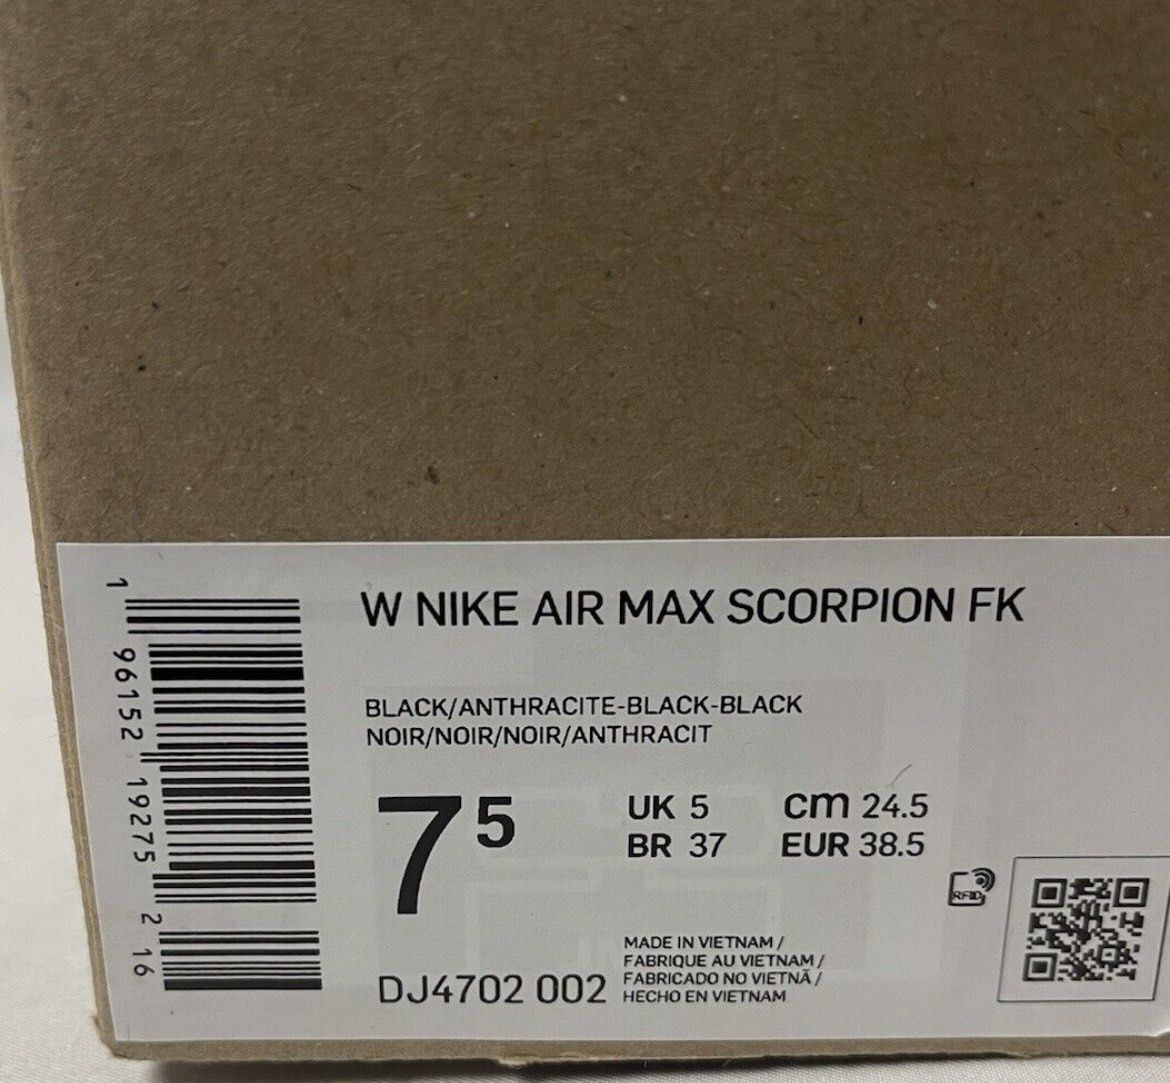 W NIKE AIR MAX SCORPION FK
BLACK/ANTHRACITE-BLACK-BLACK
NOIR/NOIR/NOIR/ANTHRACIT
7 5
UK 5 cm 24.5
BR 37 EUR 38.5
RFID
DJ4702 002
MADE IN VIETNAM /
FABRIQUE AU VIETNAM /
FABRICADO NO VIETNÃ /
HECHO EN VIETNAM
1 96152 19275 2 16